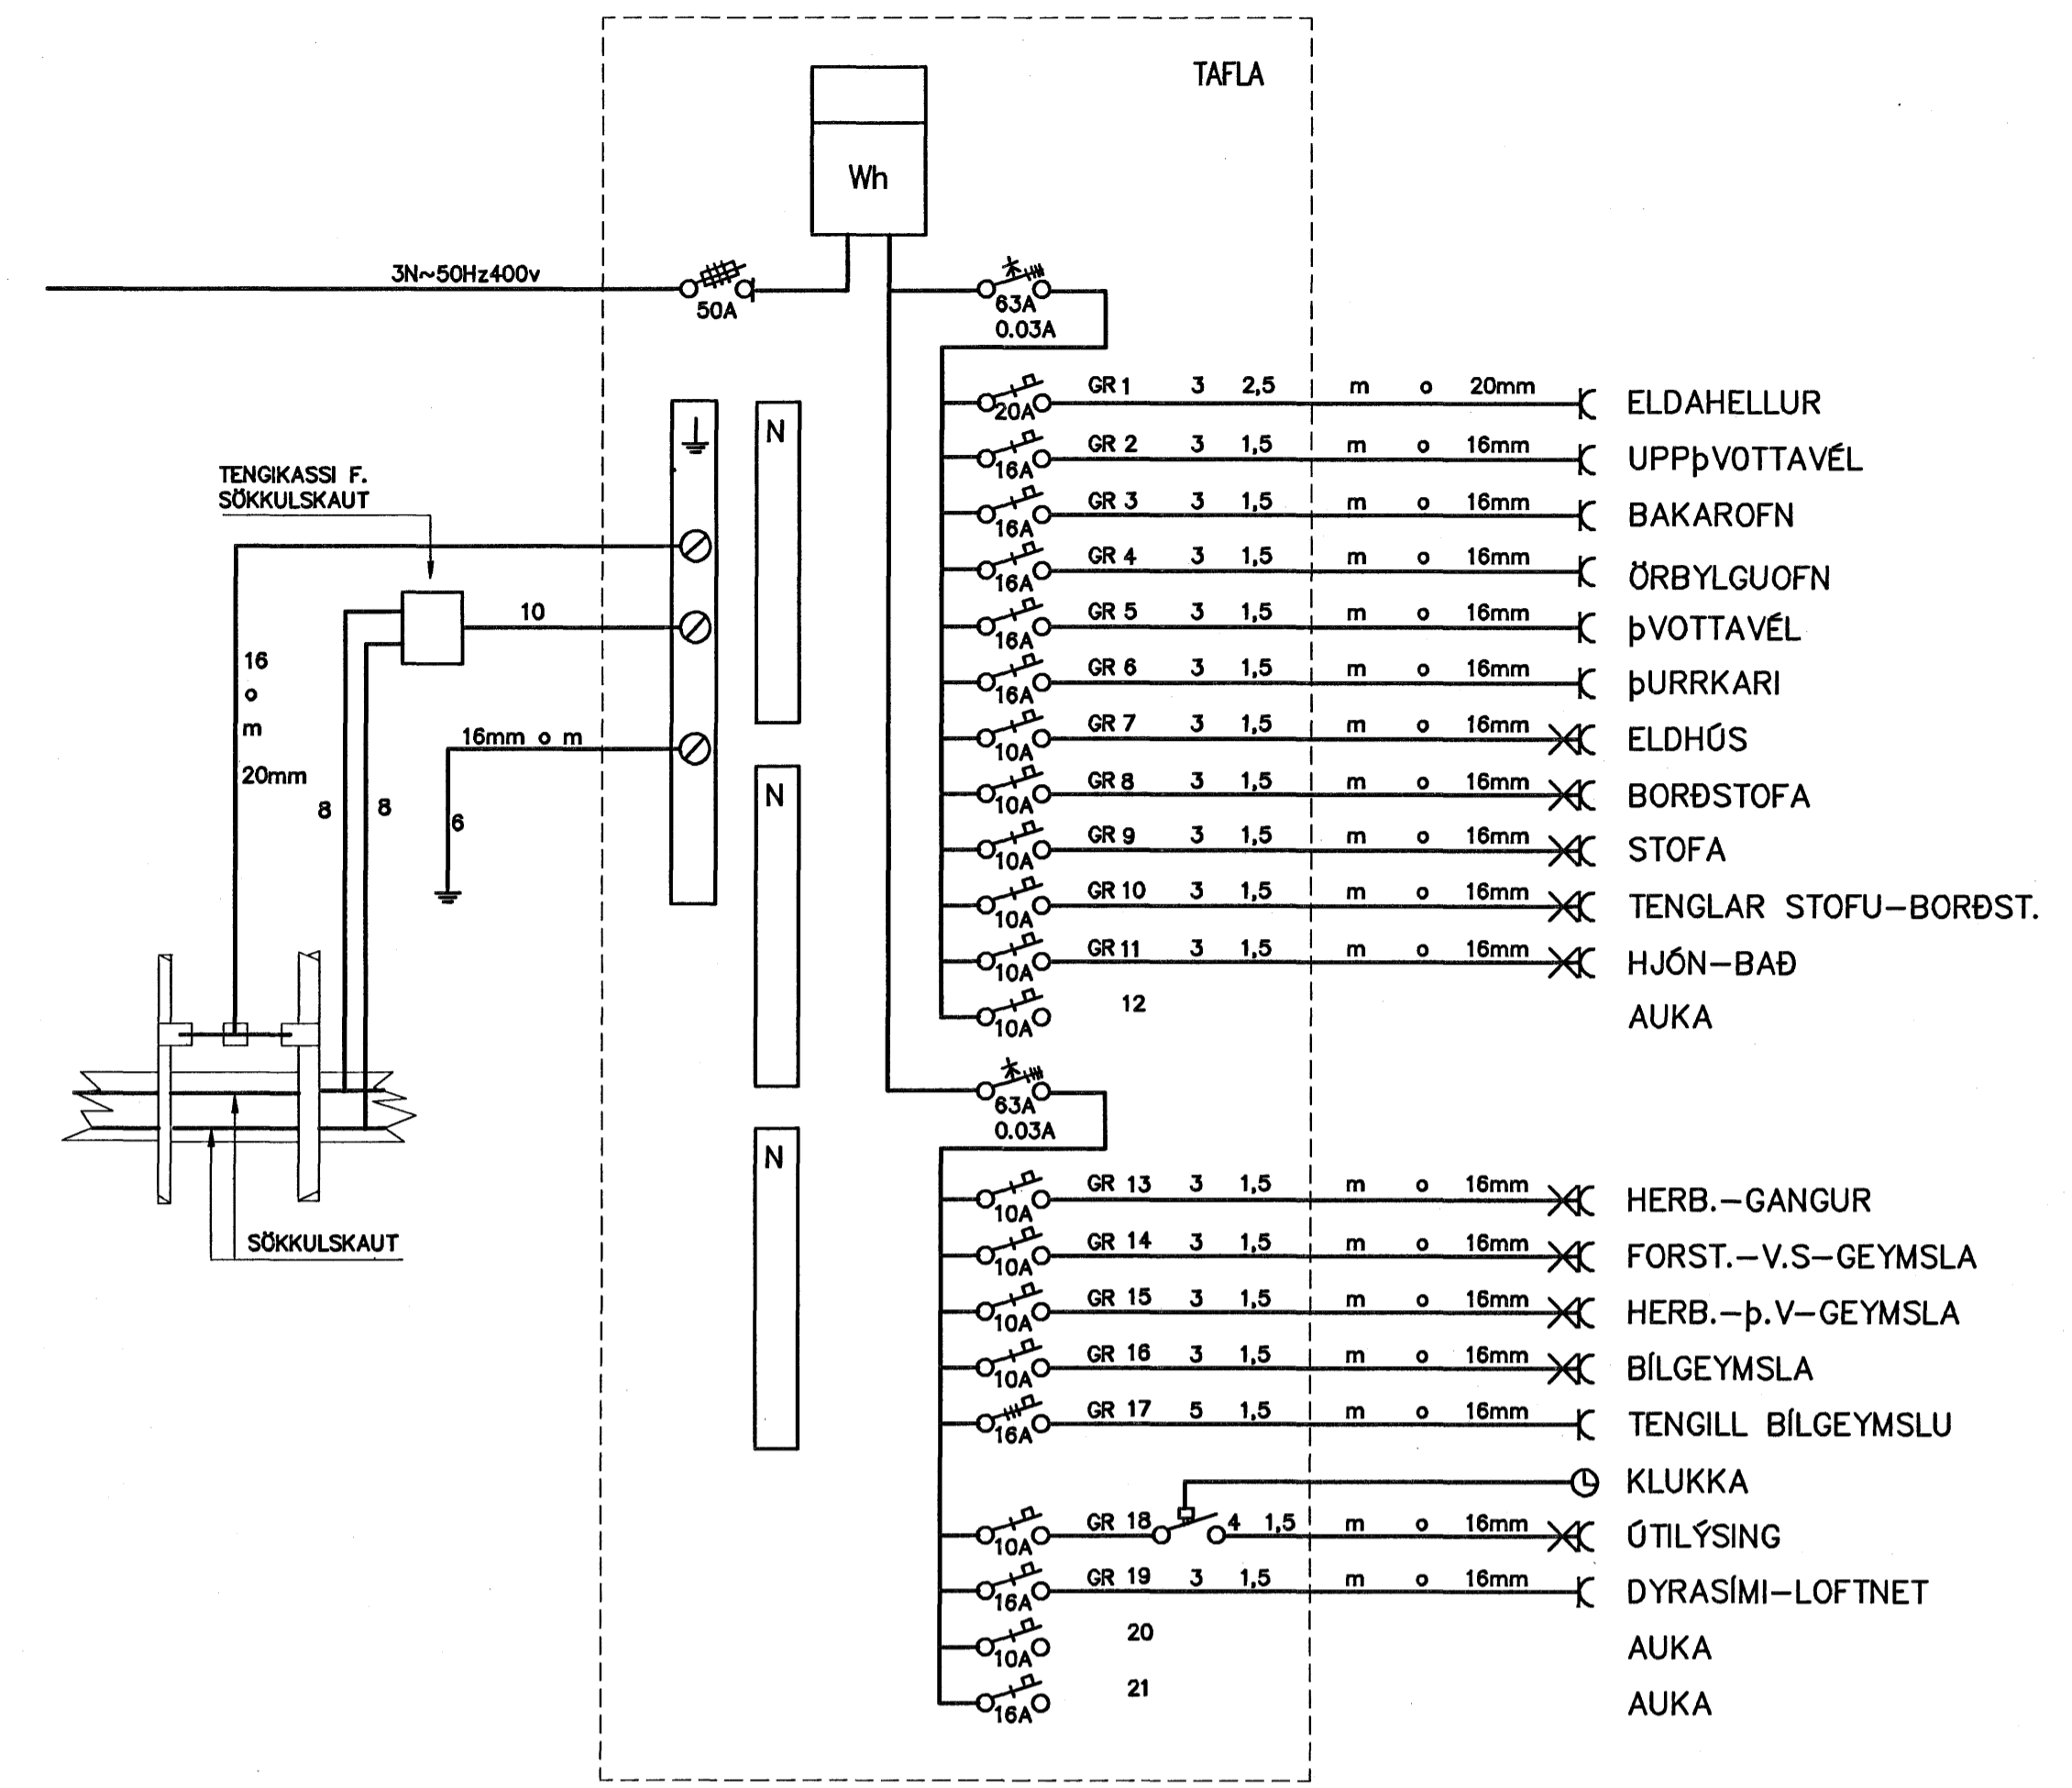 TAFLA
Wh
3N~50Hz400v
50A
63A
0.03A
GR 1 3 2,5 m o 20mm
20A
ELDAHELLUR
GR 2 3 1,5 m o 16mm
16A
UPPÞVOTTAVÉL
GR 3 3 1,5 m o 16mm
16A
BAKAROFN
GR 4 3 1,5 m o 16mm
16A
ÖRBYLGUOFN
GR 5 3 1,5 m o 16mm
16A
ÞVOTTAVÉL
GR 6 3 1,5 m o 16mm
16A
ÞURRKARI
GR 7 3 1,5 m o 16mm
10A
ELDHÚS
GR 8 3 1,5 m o 16mm
10A
BORÐSTOFA
GR 9 3 1,5 m o 16mm
10A
STOFA
GR 10 3 1,5 m o 16mm
10A
TENGLAR STOFU-BORÐST.
GR 11 3 1,5 m o 16mm
10A
HJÓN-BAÐ
12
10A
AUKA
63A
0.03A
GR 13 3 1,5 m o 16mm
10A
HERB.-GANGUR
GR 14 3 1,5 m o 16mm
10A
FORST.-V.S-GEYMSLA
GR 15 3 1,5 m o 16mm
10A
HERB.-Þ.V-GEYMSLA
GR 16 3 1,5 m o 16mm
10A
BÍLGEYMSLA
GR 17 5 1,5 m o 16mm
16A
TENGILL BÍLGEYMSLU
KLUKKA
GR 18 4 1,5 m o 16mm
10A
ÚTILÝSING
GR 19 3 1,5 m o 16mm
16A
DYRASÍMI-LOFTNET
20
10A
AUKA
21
16A
AUKA
N
N
N
TENGIKASSI F.
SÖKKULSKAUT
10
16
o
m
20mm
8
8
16mm o m
6
SÖKKULSKAUT